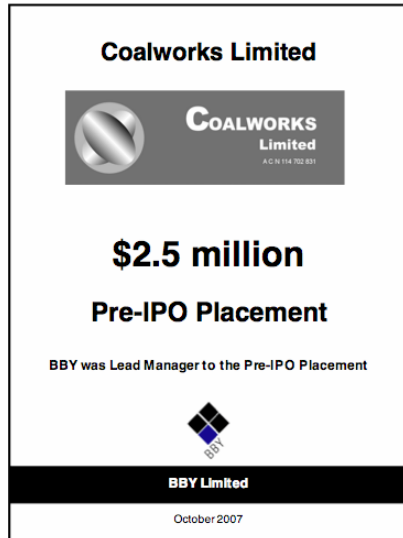 Coalworks Limited
COALWORKS
Limited
A C N 114 702 831
$2.5 million
Pre-IPO Placement
BBY was Lead Manager to the Pre-IPO Placement
BBY
BBY Limited
October 2007